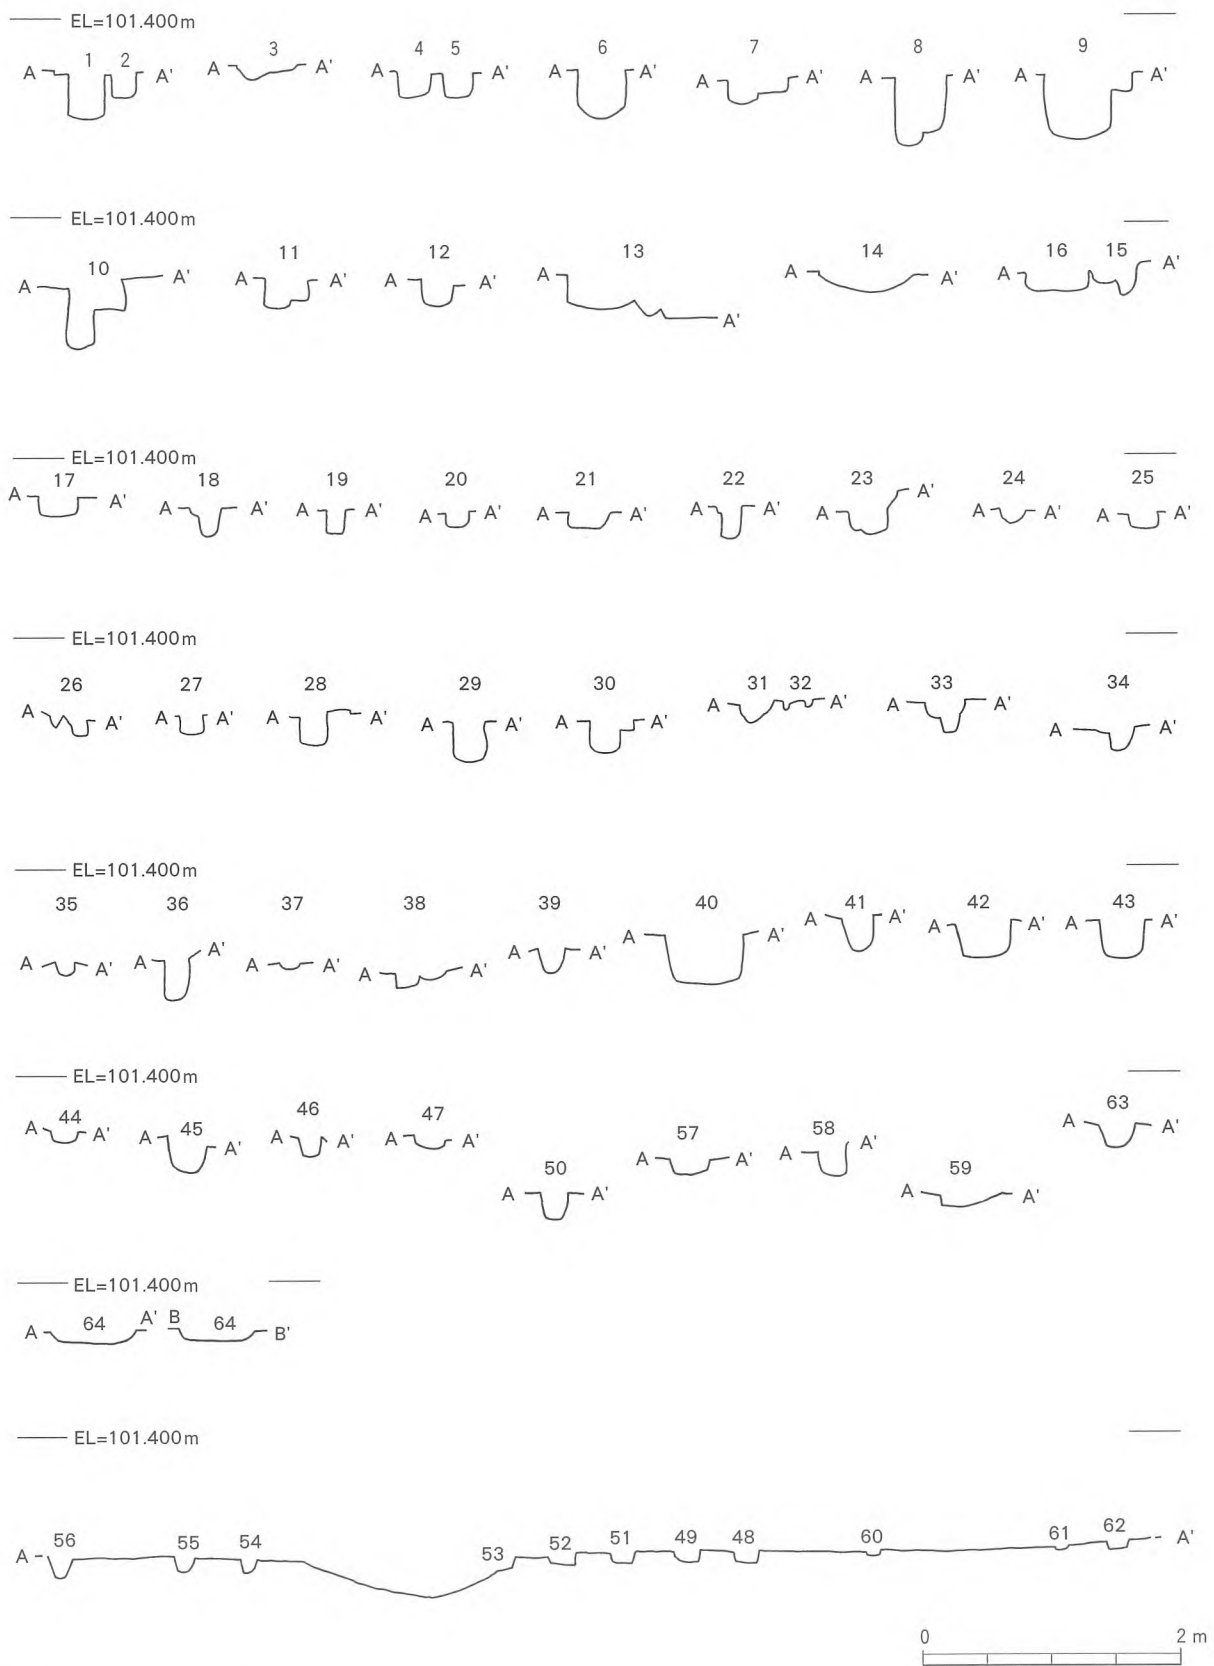 EL=101.400m
A 1 2 A' A 3 A' A 4 5 A' A 6 A' A 7 A' A 8 A' A 9 A'
EL=101.400m
A 10 A' A 11 A' A 12 A' A 13 A' A 14 A' A 16 15 A'
EL=101.400m
A 17 A' A 18 A' A 19 A' A 20 A' A 21 A' A 22 A' A 23 A' A 24 A' A 25 A'
EL=101.400m
A 26 A' A 27 A' A 28 A' A 29 A' A 30 A' A 31 32 A' A 33 A' A 34 A'
EL=101.400m
A 35 A' A 36 A' A 37 A' A 38 A' A 39 A' A 40 A' A 41 A' A 42 A' A 43 A'
EL=101.400m
A 44 A' A 45 A' A 46 A' A 47 A' A 50 A' A 57 A' A 58 A' A 59 A' A 63 A'
EL=101.400m
A 64 A' B 64 B'
EL=101.400m
A 56 55 54 53 52 51 49 48 60 61 62 A'
0 2 m